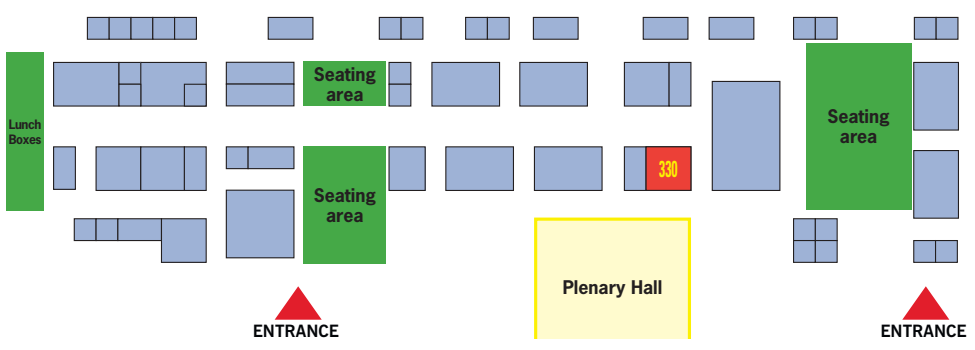 Seating
area
Lunch
Boxes
Seating
area
330
Seating
area
Plenary Hall
ENTRANCE
ENTRANCE